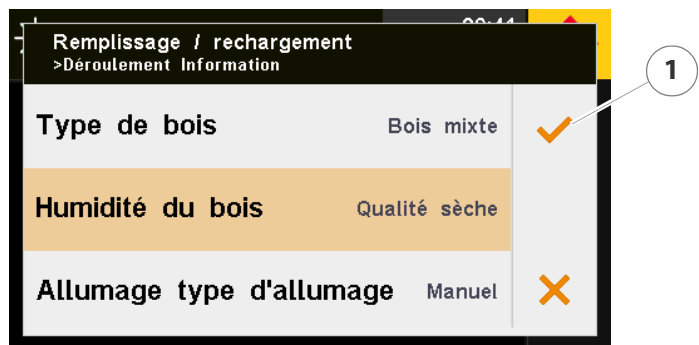 Remplissage / rechargement
>Déroulement Information
1
Type de bois Bois mixte
Humidité du bois Qualité sèche
Allumage type d'allumage Manuel